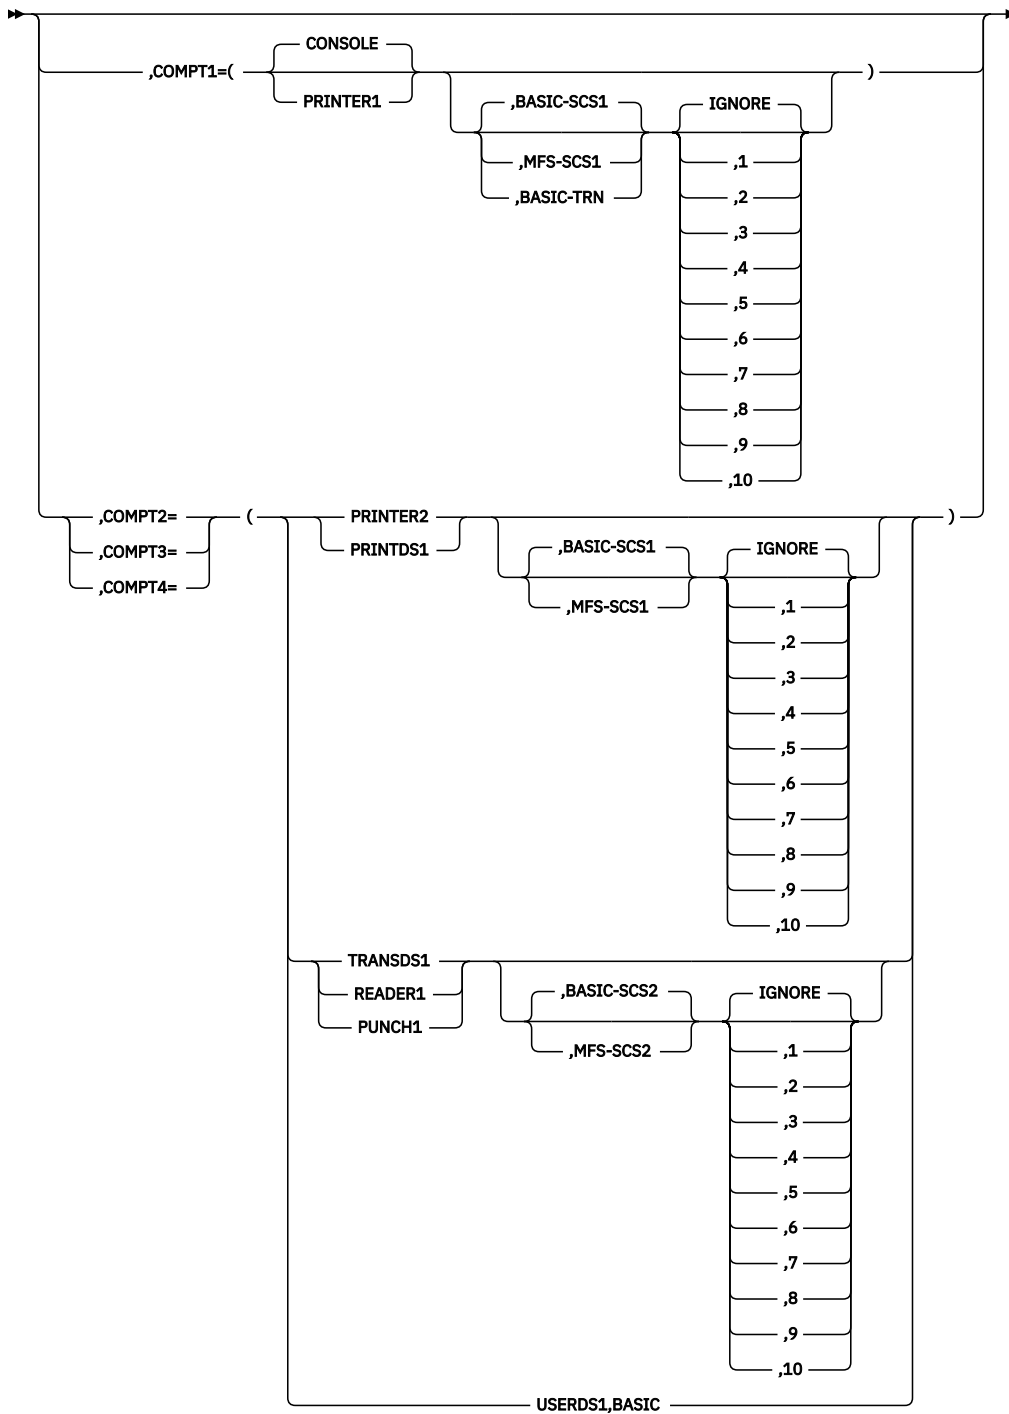 CONSOLE
,COMPT1=( )
PRINTER1
,BASIC-SCS1 IGNORE
,MFS-SCS1 ,1
,BASIC-TRN ,2
,3
,4
,5
,6
,7
,8
,9
,10
,COMPT2= ( PRINTER2 )
,COMPT3= PRINTDS1
,BASIC-SCS1 IGNORE
,COMPT4=
,MFS-SCS1 ,1
,2
,3
,4
,5
,6
,7
,8
,9
,10
TRANSDS1
READER1 ,BASIC-SCS2 IGNORE
PUNCH1
,MFS-SCS2 ,1
,2
,3
,4
,5
,6
,7
,8
,9
,10
USERDS1,BASIC